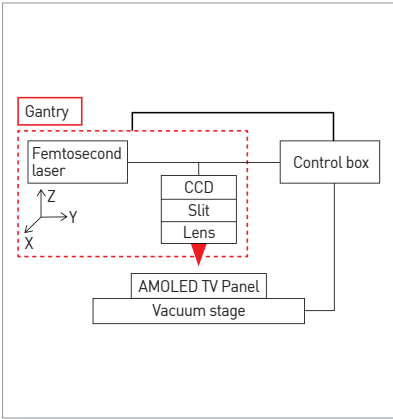 Gantry
Femtosecond
laser
Control box
Z
Y
X
CCD
Slit
Lens
AMOLED TV Panel
Vacuum stage